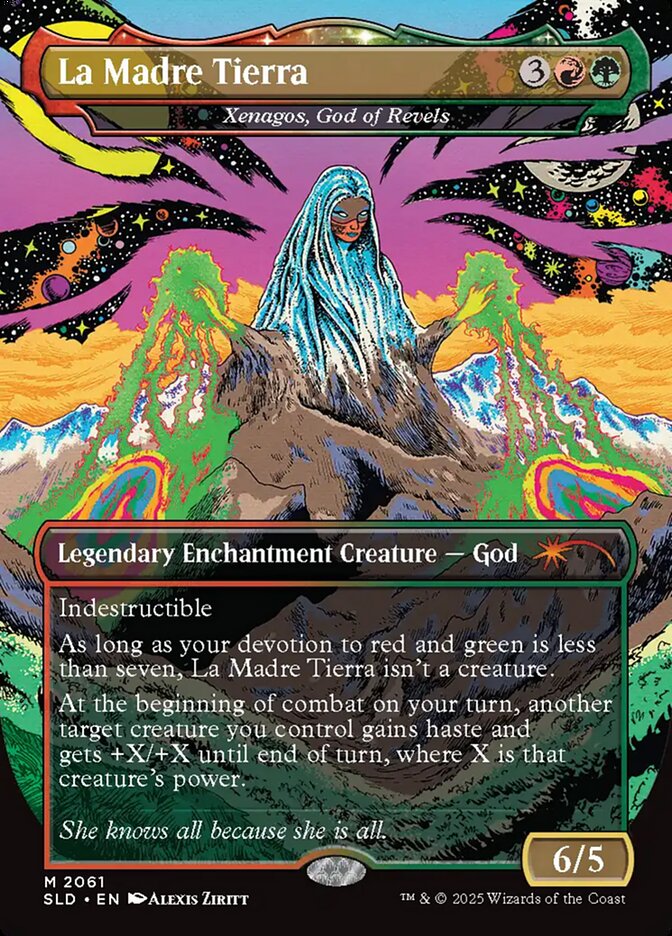 La Madre Tierra 3
Xenagos, God of Revels
Legendary Enchantment Creature — God
Indestructible
As long as your devotion to red and green is less
than seven, La Madre Tierra isn't a creature.
At the beginning of combat on your turn, another
target creature you control gains haste and
gets +X/+X until end of turn, where X is that
creature's power.
She knows all because she is all.
6/5
M 2061
SLD • EN Alexis Ziritt
™ & © 2025 Wizards of the Coast